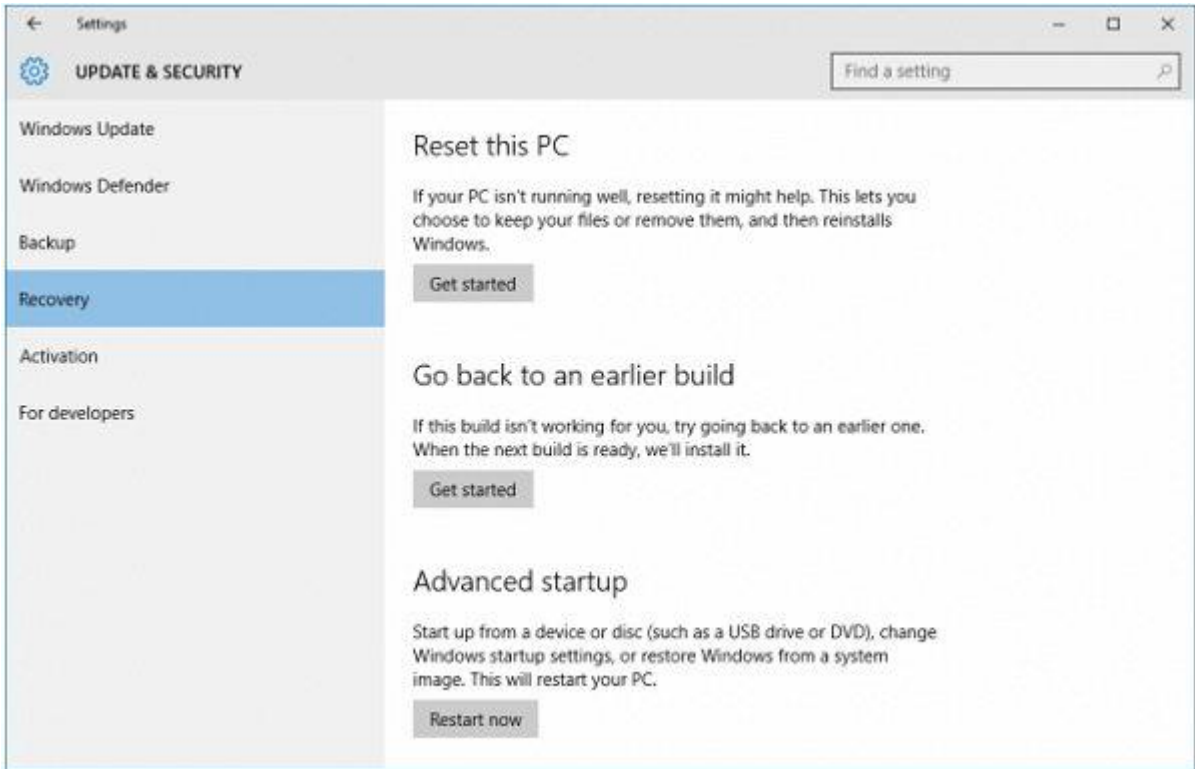 Settings
UPDATE & SECURITY
Find a setting
Windows Update
Windows Defender
Backup
Recovery
Activation
For developers
Reset this PC
If your PC isn't running well, resetting it might help. This lets you
choose to keep your files or remove them, and then reinstalls
Windows.
Get started
Go back to an earlier build
If this build isn't working for you, try going back to an earlier one.
When the next build is ready, we'll install it.
Get started
Advanced startup
Start up from a device or disc (such as a USB drive or DVD), change
Windows startup settings, or restore Windows from a system
image. This will restart your PC.
Restart now